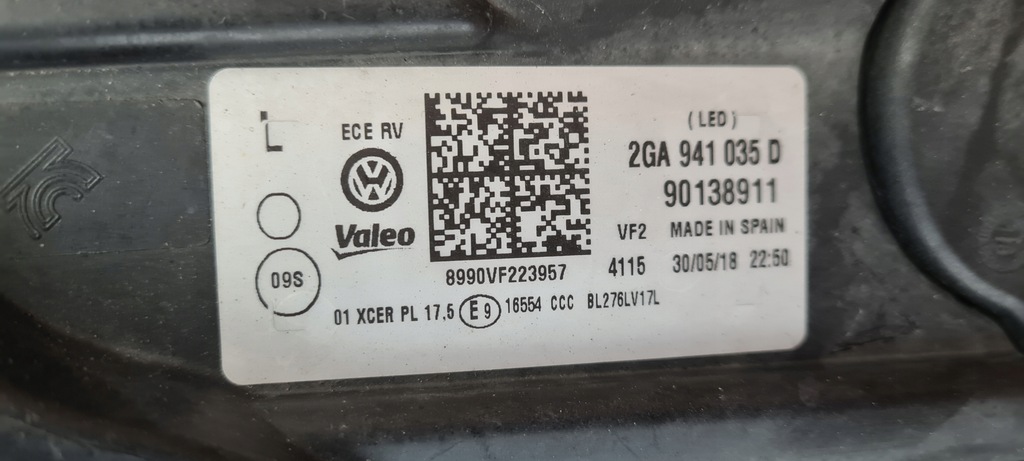 L
ECE RV
Valeo
09S
8990VF223957
01 XCER PL 17.5 E9 16554 CCC BL276LV17L
(LED)
2GA 941 035 D
90138911
VF2 MADE IN SPAIN
4115 30/05/18 22:50